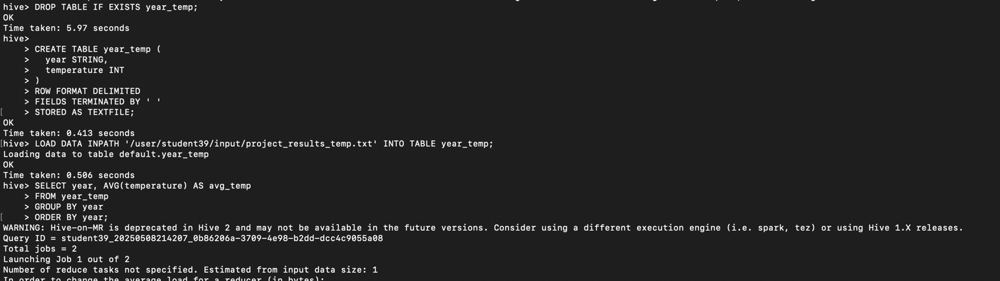 hive> DROP TABLE IF EXISTS year_temp;
OK
Time taken: 5.97 seconds
hive>
    > CREATE TABLE year_temp (
    >   year STRING,
    >   temperature INT
    > )
    > ROW FORMAT DELIMITED
    > FIELDS TERMINATED BY ' '
[    > STORED AS TEXTFILE;
OK
Time taken: 0.413 seconds
[hive> LOAD DATA INPATH '/user/student39/input/project_results_temp.txt' INTO TABLE year_temp;
Loading data to table default.year_temp
OK
Time taken: 0.506 seconds
hive> SELECT year, AVG(temperature) AS avg_temp
    > FROM year_temp
    > GROUP BY year
[    > ORDER BY year;
WARNING: Hive-on-MR is deprecated in Hive 2 and may not be available in the future versions. Consider using a different execution engine (i.e. spark, tez) or using Hive 1.X releases.
Query ID = student39_20250508214207_0b86206a-3709-4e98-b2dd-dcc4c9055a08
Total jobs = 2
Launching Job 1 out of 2
Number of reduce tasks not specified. Estimated from input data size: 1
In order to change the average load for a reducer (in bytes):